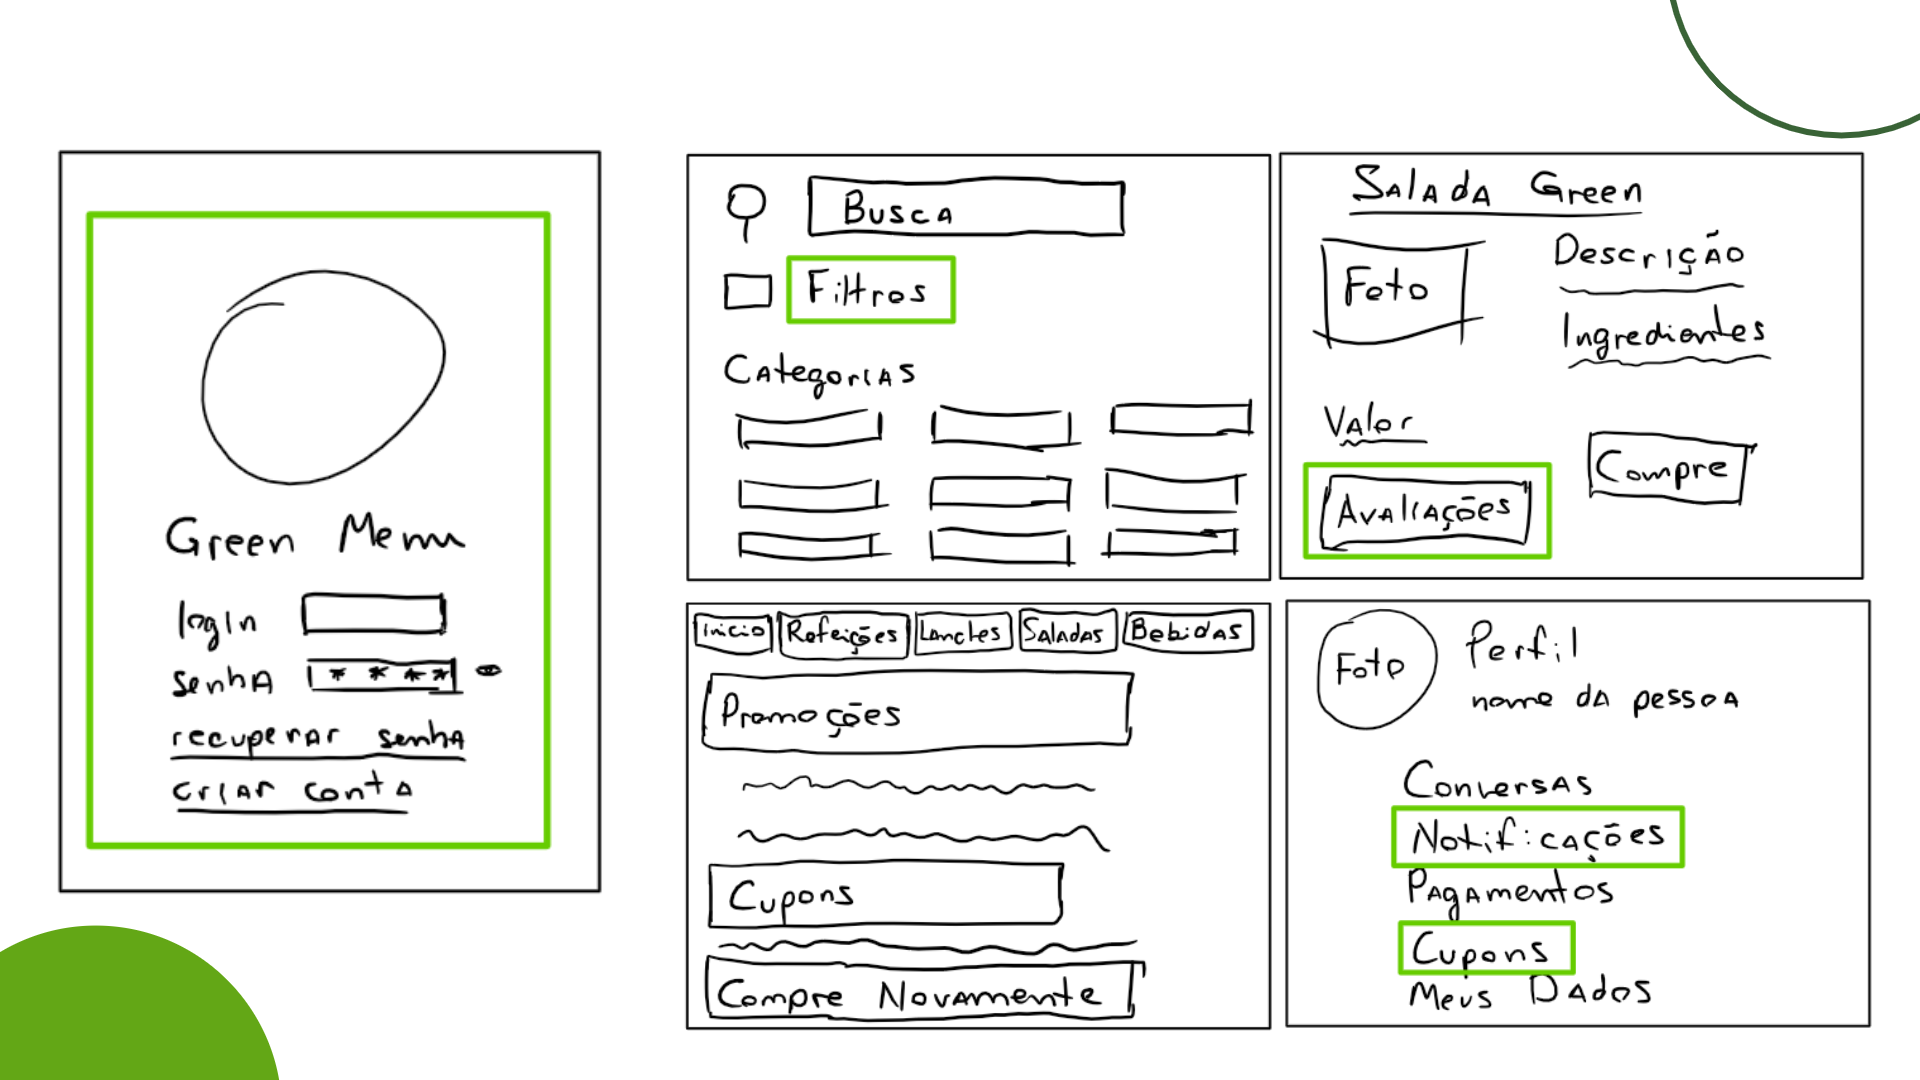 Green Menu
login
senha * * * *
recuperar senha
criar conta
Busca
Filtros
Categorias
Salada Green
Foto
Descrição
Ingredientes
Valor
Avaliações
Compre
Início Refeições Lanches Saladas Bebidas
Promoções
Cupons
Compre Novamente
Foto
Perfil
nome da pessoa
Conversas
Notificações
Pagamentos
Cupons
Meus Dados